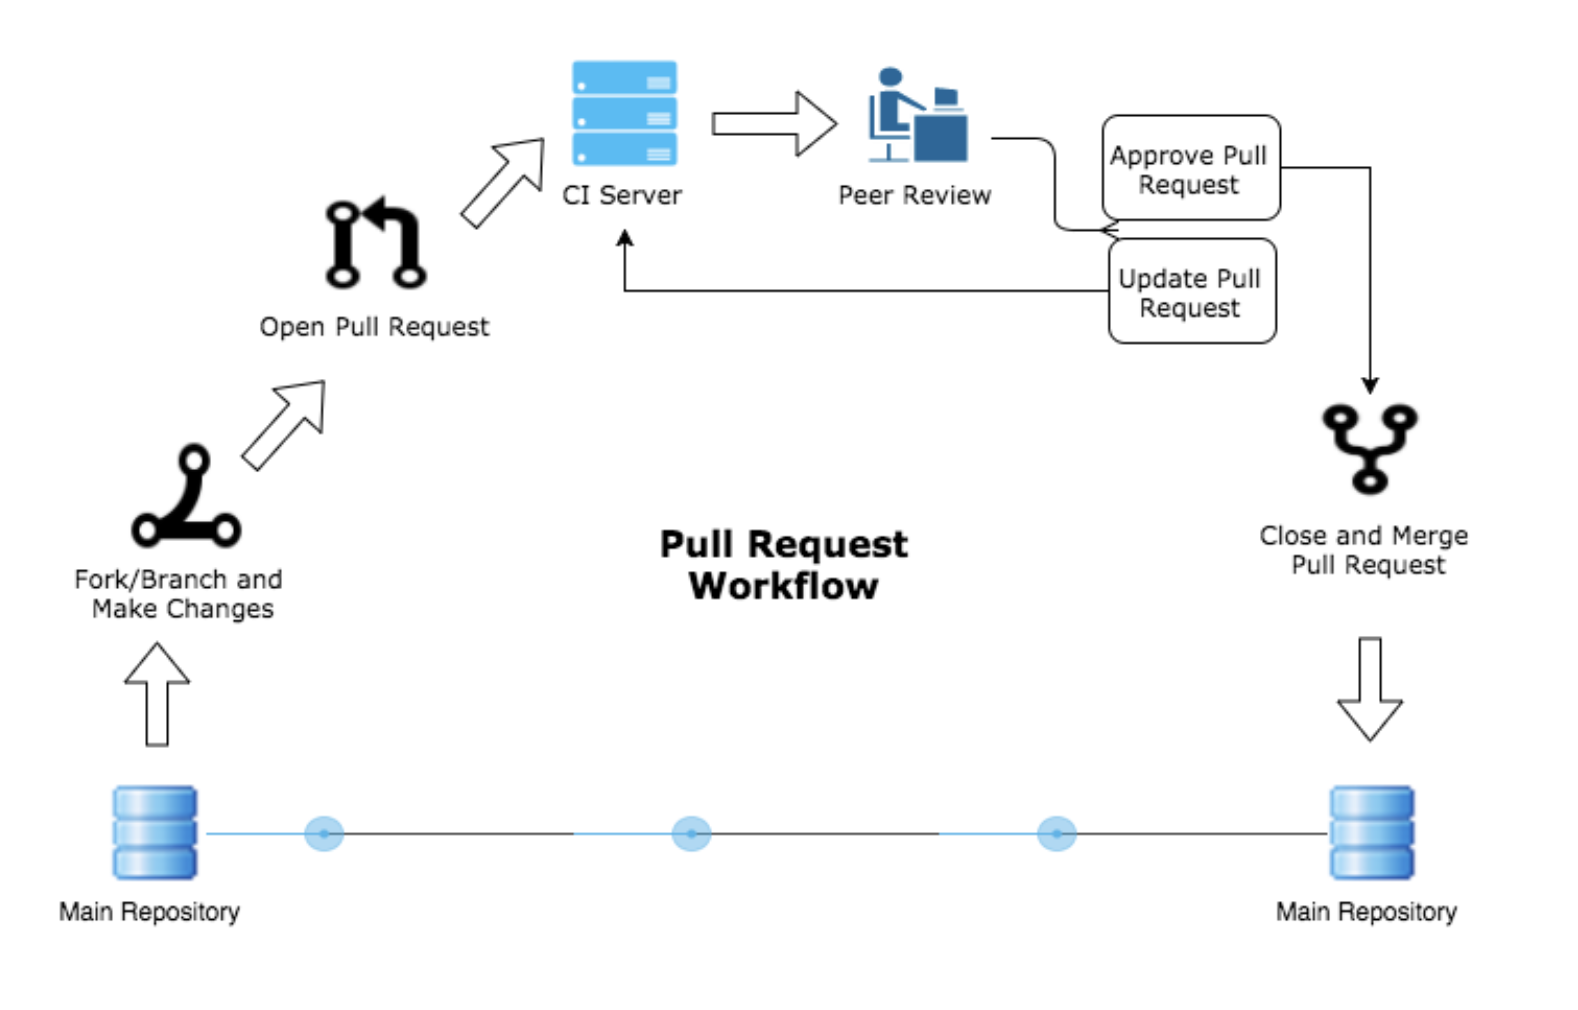 CI Server
Peer Review
Approve Pull
Request
Update Pull
Request
Open Pull Request
Fork/Branch and
Make Changes
Pull Request
Workflow
Close and Merge
Pull Request
Main Repository
Main Repository